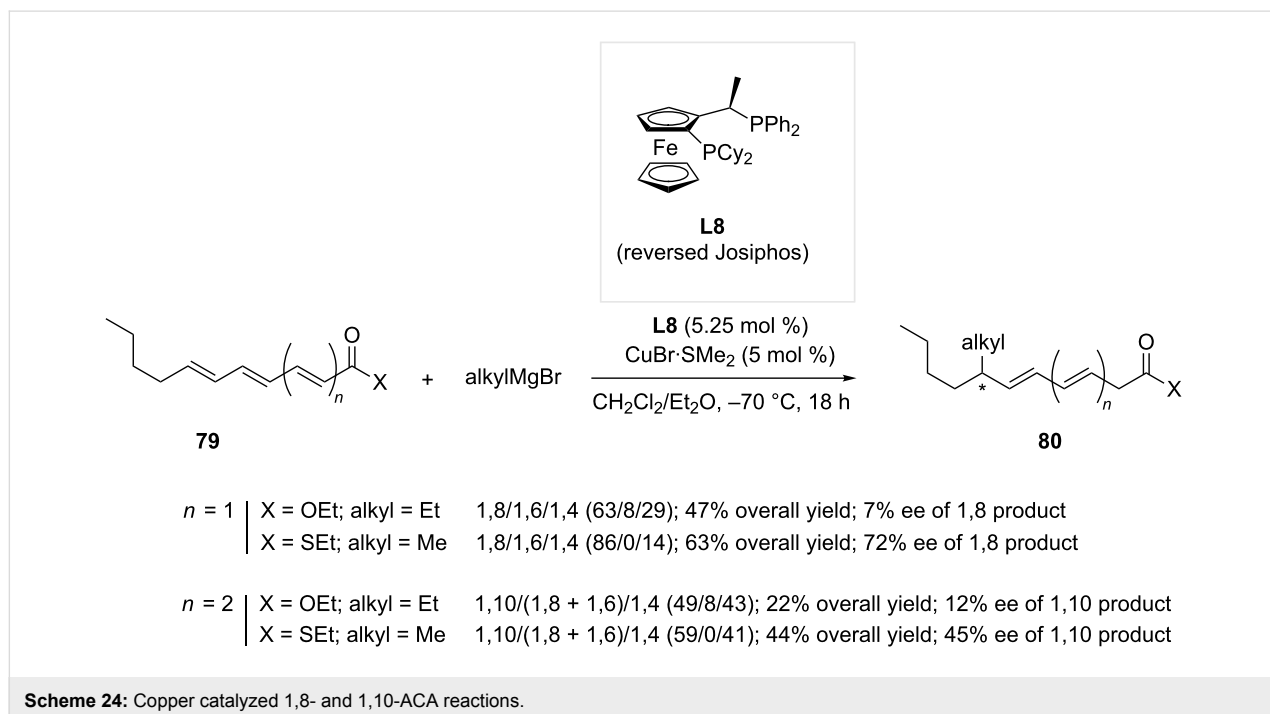 PPh2
Fe
PCy2
L8
(reversed Josiphos)
L8 (5.25 mol %)
CuBr·SMe2 (5 mol %)
O
X
n
+
alkylMgBr
CH2Cl2/Et2O, –70 °C, 18 h
79
alkyl
*
n
O
X
80
n = 1
X = OEt; alkyl = Et 1,8/1,6/1,4 (63/8/29); 47% overall yield; 7% ee of 1,8 product
X = SEt; alkyl = Me 1,8/1,6/1,4 (86/0/14); 63% overall yield; 72% ee of 1,8 product
n = 2
X = OEt; alkyl = Et 1,10/(1,8 + 1,6)/1,4 (49/8/43); 22% overall yield; 12% ee of 1,10 product
X = SEt; alkyl = Me 1,10/(1,8 + 1,6)/1,4 (59/0/41); 44% overall yield; 45% ee of 1,10 product
Scheme 24: Copper catalyzed 1,8- and 1,10-ACA reactions.